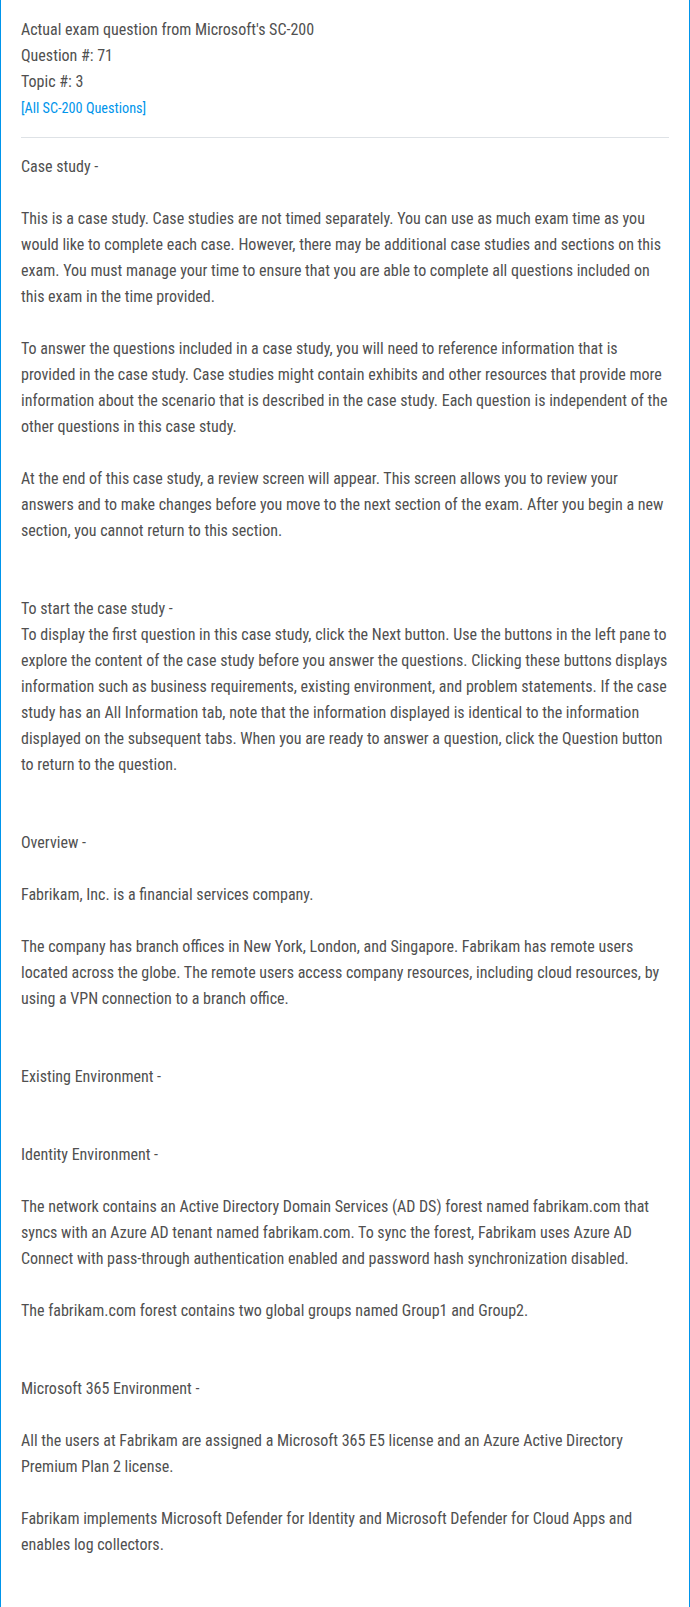 Actual exam question from Microsoft's SC-200
Question #: 71
Topic #: 3
[All SC-200 Questions]
Case study -
This is a case study. Case studies are not timed separately. You can use as much exam time as you
would like to complete each case. However, there may be additional case studies and sections on this
exam. You must manage your time to ensure that you are able to complete all questions included on
this exam in the time provided.
To answer the questions included in a case study, you will need to reference information that is
provided in the case study. Case studies might contain exhibits and other resources that provide more
information about the scenario that is described in the case study. Each question is independent of the
other questions in this case study.
At the end of this case study, a review screen will appear. This screen allows you to review your
answers and to make changes before you move to the next section of the exam. After you begin a new
section, you cannot return to this section.
To start the case study -
To display the first question in this case study, click the Next button. Use the buttons in the left pane to
explore the content of the case study before you answer the questions. Clicking these buttons displays
information such as business requirements, existing environment, and problem statements. If the case
study has an All Information tab, note that the information displayed is identical to the information
displayed on the subsequent tabs. When you are ready to answer a question, click the Question button
to return to the question.
Overview -
Fabrikam, Inc. is a financial services company.
The company has branch offices in New York, London, and Singapore. Fabrikam has remote users
located across the globe. The remote users access company resources, including cloud resources, by
using a VPN connection to a branch office.
Existing Environment -
Identity Environment -
The network contains an Active Directory Domain Services (AD DS) forest named fabrikam.com that
syncs with an Azure AD tenant named fabrikam.com. To sync the forest, Fabrikam uses Azure AD
Connect with pass-through authentication enabled and password hash synchronization disabled.
The fabrikam.com forest contains two global groups named Group1 and Group2.
Microsoft 365 Environment -
All the users at Fabrikam are assigned a Microsoft 365 E5 license and an Azure Active Directory
Premium Plan 2 license.
Fabrikam implements Microsoft Defender for Identity and Microsoft Defender for Cloud Apps and
enables log collectors.